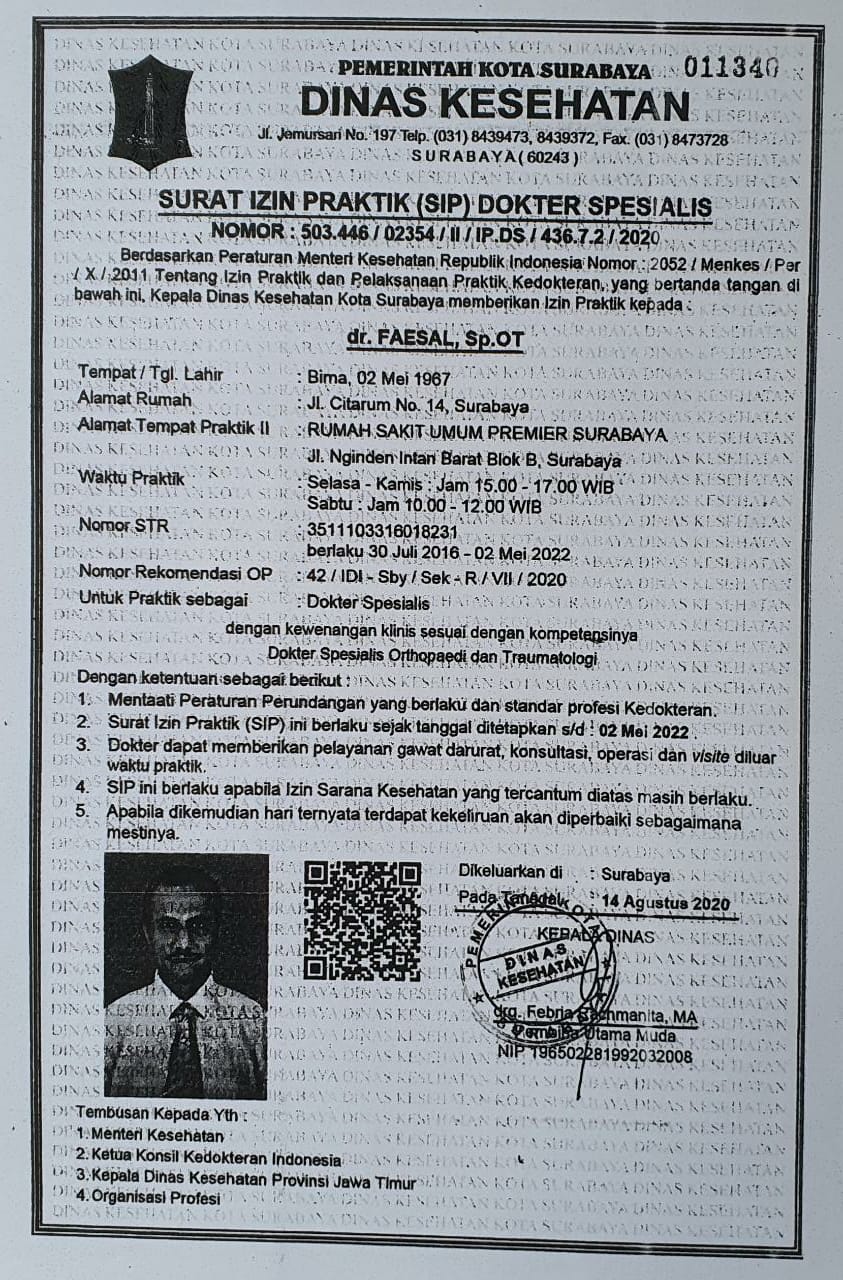 PEMERINTAH KOTA SURABAYA 011340
DINAS KESEHATAN
Jl. Jemursari No. 197 Telp. (031) 8439473, 8439372, Fax. (031) 8473728
SURABAYA ( 60243 )
SURAT IZIN PRAKTIK (SIP) DOKTER SPESIALIS
NOMOR : 503.446 / 02354 / II / IP.DS / 436.7.2 / 2020
Berdasarkan Peraturan Menteri Kesehatan Republik Indonesia Nomor : 2052 / Menkes / Per
/ X / 2011 Tentang Izin Praktik dan Pelaksanaan Praktik Kedokteran, yang bertanda tangan di
bawah ini, Kepala Dinas Kesehatan Kota Surabaya memberikan Izin Praktik kepada :
dr. FAESAL, Sp.OT
Tempat / Tgl. Lahir : Bima, 02 Mei 1967
Alamat Rumah : Jl. Citarum No. 14, Surabaya
Alamat Tempat Praktik II : RUMAH SAKIT UMUM PREMIER SURABAYA
Jl. Nginden Intan Barat Blok B, Surabaya
Waktu Praktik : Selasa - Kamis : Jam 15.00 - 17.00 WIB
Sabtu : Jam 10.00 - 12.00 WIB
Nomor STR : 3511103316018231
berlaku 30 Juli 2016 - 02 Mei 2022
Nomor Rekomendasi OP : 42 / IDI - Sby / Sek - R / VII / 2020
Untuk Praktik sebagai : Dokter Spesialis
dengan kewenangan klinis sesuai dengan kompetensinya
Dokter Spesialis Orthopaedi dan Traumatologi
Dengan ketentuan sebagai berikut :
1. Mentaati Peraturan Perundangan yang berlaku dan standar profesi Kedokteran.
2. Surat Izin Praktik (SIP) ini berlaku sejak tanggal ditetapkan s/d : 02 Mei 2022 .
3. Dokter dapat memberikan pelayanan gawat darurat, konsultasi, operasi dan visite diluar
waktu praktik.
4. SIP ini berlaku apabila Izin Sarana Kesehatan yang tercantum diatas masih berlaku.
5. Apabila dikemudian hari ternyata terdapat kekeliruan akan diperbaiki sebagaimana
mestinya.
Dikeluarkan di : Surabaya
Pada Tanggal : 14 Agustus 2020
KEPALA DINAS
DINAS
KESEHATAN
drg. Febria Rachmanita, MA
Pembina Utama Muda
NIP 196502281992032008
Tembusan Kepada Yth :
1. Menteri Kesehatan
2. Ketua Konsil Kedokteran Indonesia
3. Kepala Dinas Kesehatan Provinsi Jawa Timur
4. Organisasi Profesi